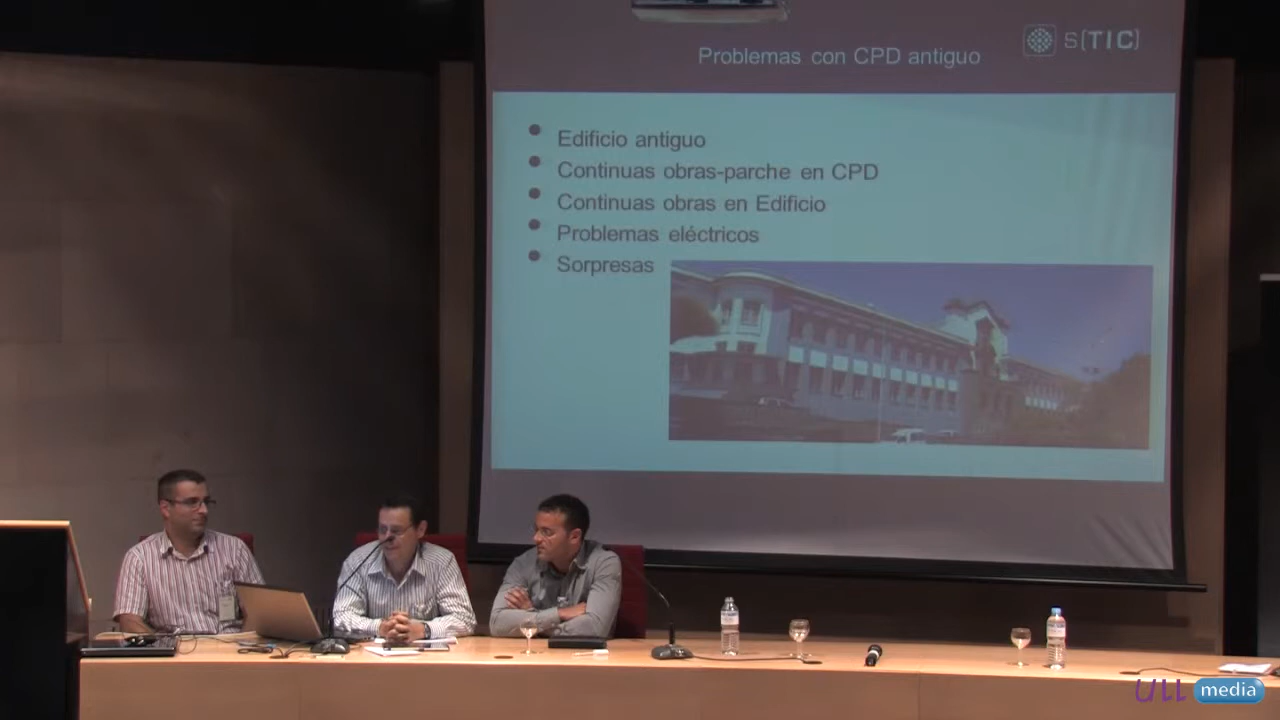 Problemas con CPD antiguo
S[TIC]
Edificio antiguo
Continuas obras-parche en CPD
Continuas obras en Edificio
Problemas eléctricos
Sorpresas
ULL media